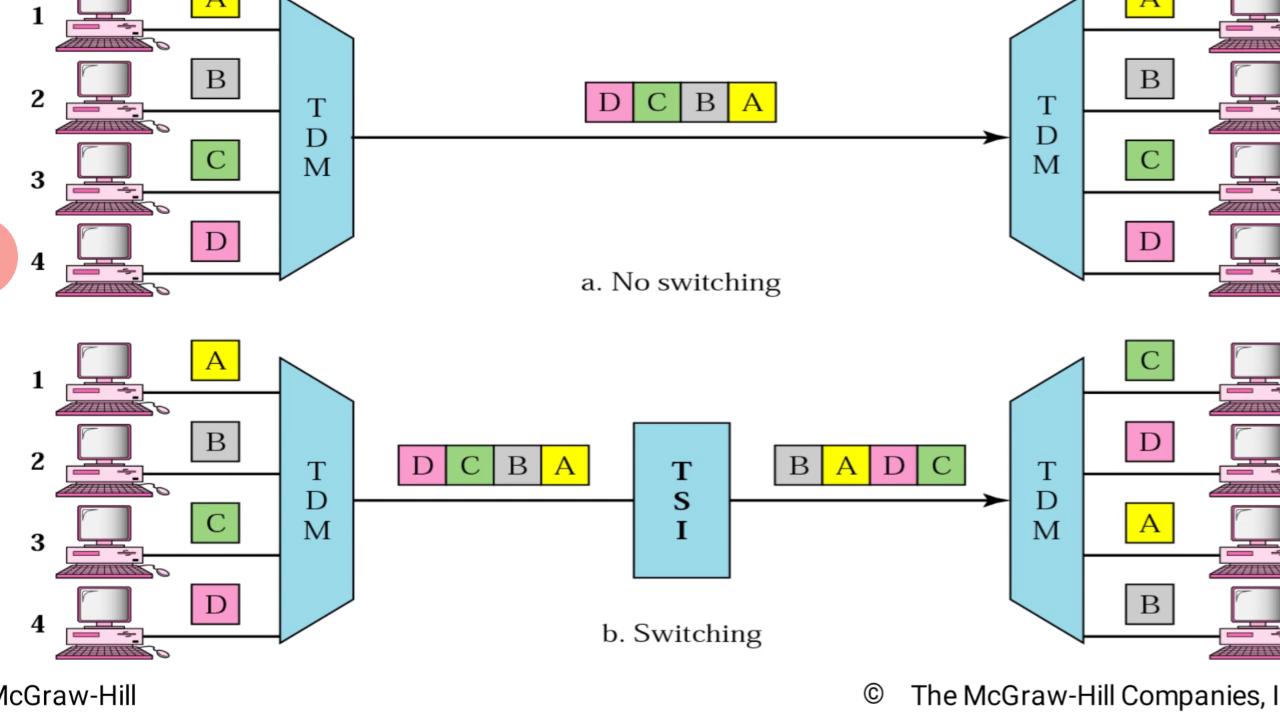 1 A A
2 B D C B A B
T D M T D M
3 C C
4 D D
a. No switching
1 A C
2 B D C B A T S I B A D C D
T D M T D M
3 C A
4 D B
b. Switching
McGraw-Hill © The McGraw-Hill Companies, I